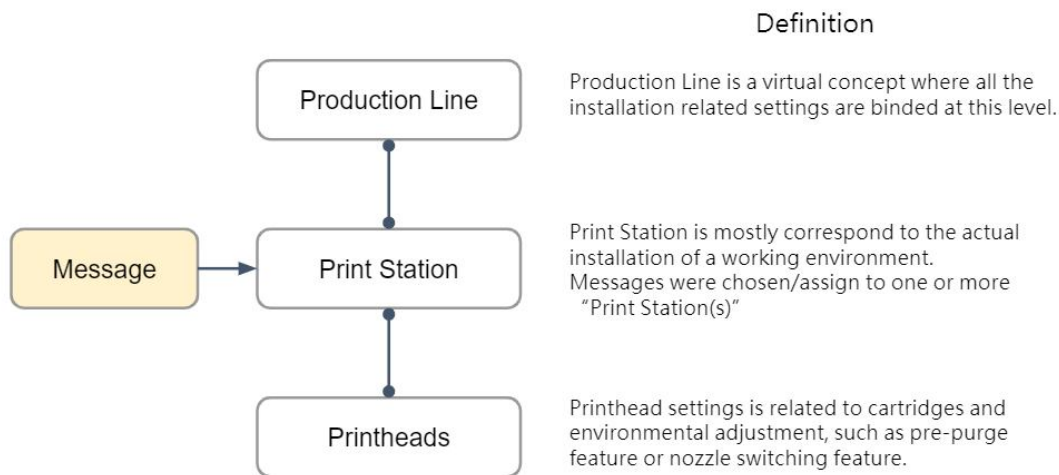 Definition
Production Line
Production Line is a virtual concept where all the
installation related settings are binded at this level.
Message
Print Station
Print Station is mostly correspond to the actual
installation of a working environment.
Messages were chosen/assign to one or more
“Print Station(s)”
Printheads
Printhead settings is related to cartridges and
environmental adjustment, such as pre-purge
feature or nozzle switching feature.